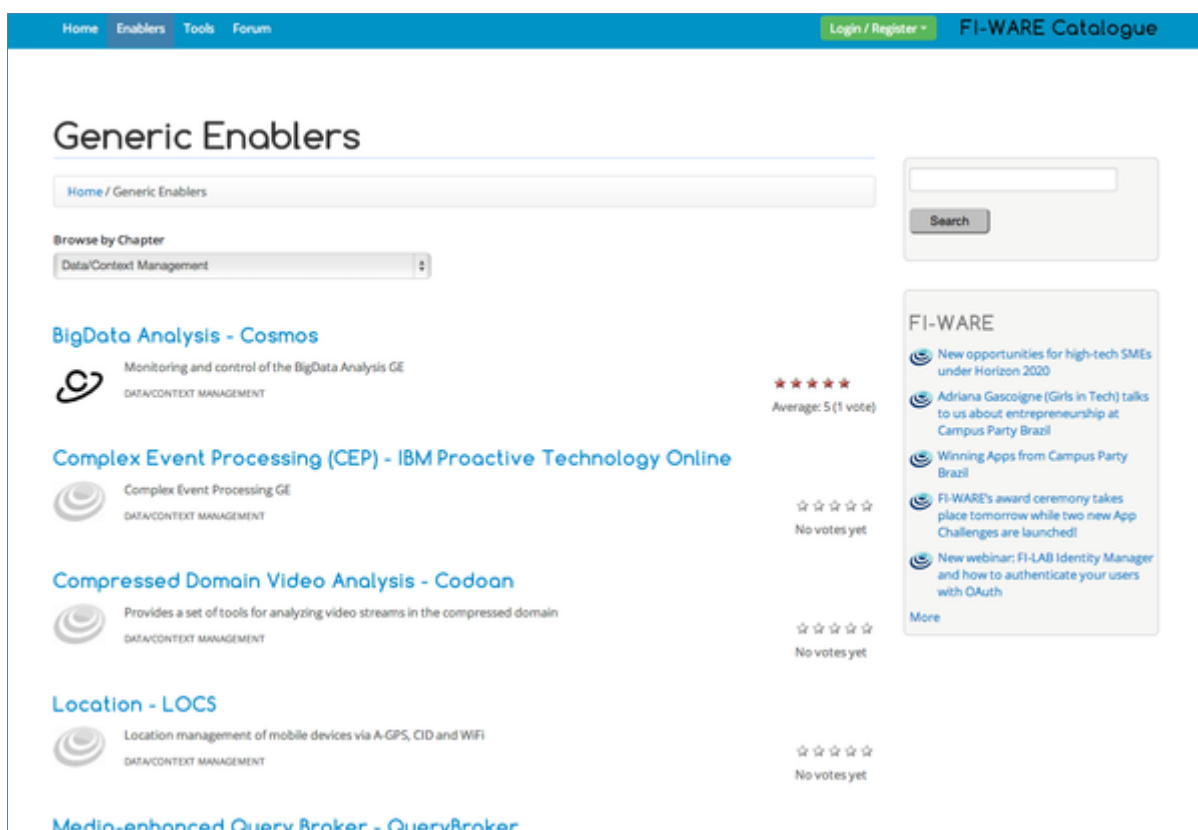 Home Enablers Tools Forum Login / Register FI-WARE Catalogue
Generic Enablers
Home / Generic Enablers
Browse by Chapter
Data/Context Management
BigData Analysis - Cosmos
Monitoring and control of the BigData Analysis GE
DATA/CONTEXT MANAGEMENT
Average: 5 (1 vote)
Complex Event Processing (CEP) - IBM Proactive Technology Online
Complex Event Processing GE
DATA/CONTEXT MANAGEMENT
No votes yet
Compressed Domain Video Analysis - Codoan
Provides a set of tools for analyzing video streams in the compressed domain
DATA/CONTEXT MANAGEMENT
No votes yet
Location - LOCS
Location management of mobile devices via A-GPS, CID and WiFi
DATA/CONTEXT MANAGEMENT
No votes yet
Media-enhanced Query Broker - QueryBroker
Search
FI-WARE
New opportunities for high-tech SMEs
under Horizon 2020
Adriana Gascoigne (Girls in Tech) talks
to us about entrepreneurship at
Campus Party Brazil
Winning Apps from Campus Party
Brazil
FI-WARE's award ceremony takes
place tomorrow while two new App
Challenges are launched!
New webinar: FI-LAB Identity Manager
and how to authenticate your users
with OAuth
More